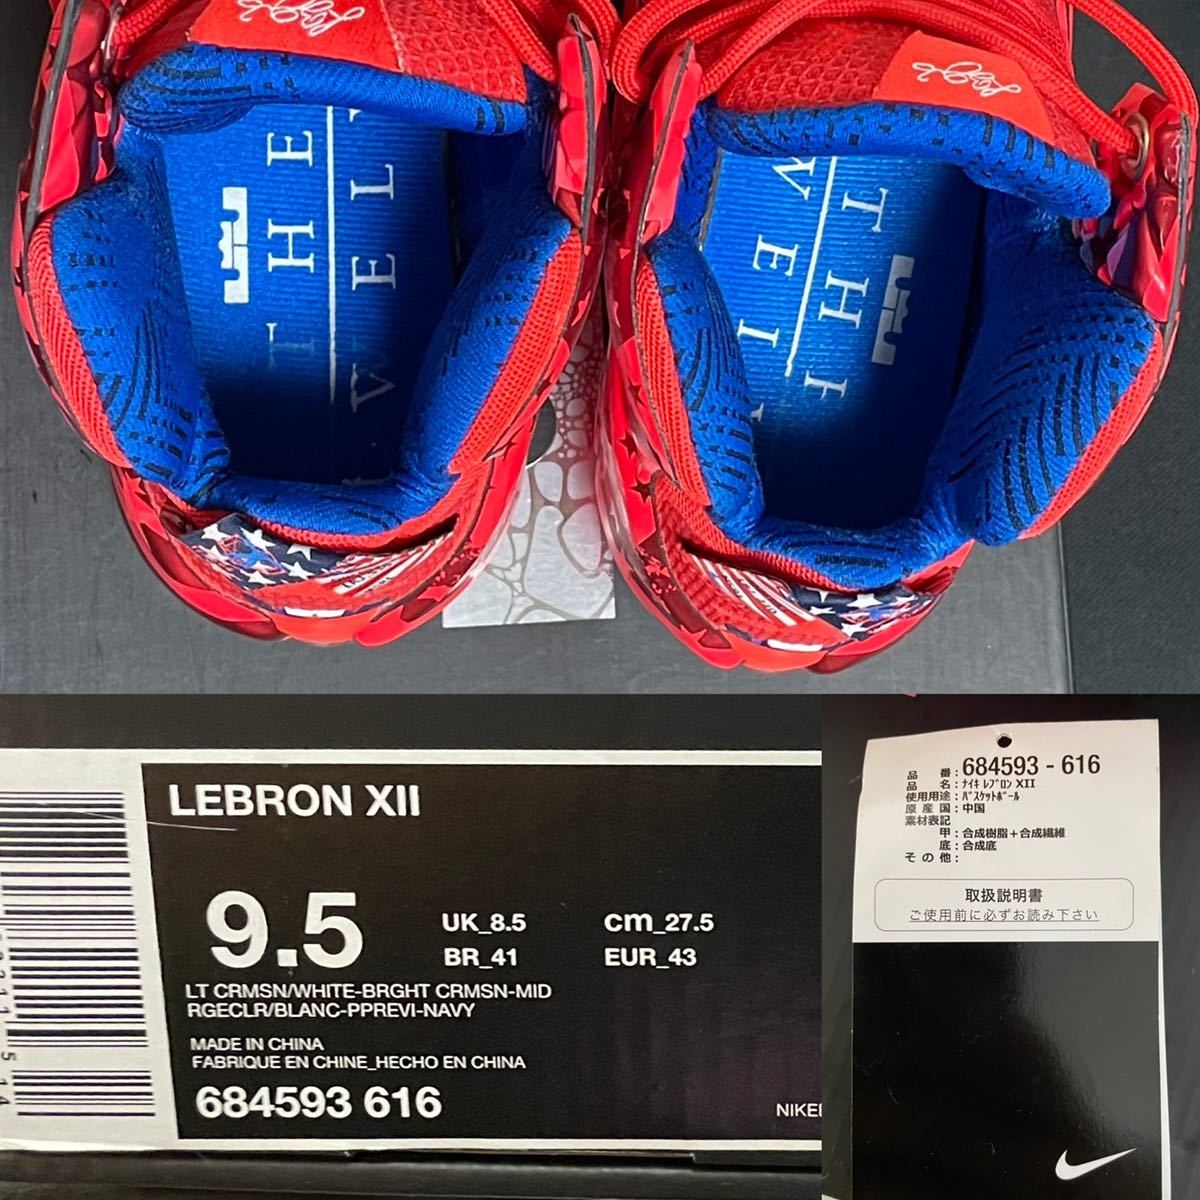 THE
WELT
THE
WEL
LEBRON XII
9.5
UK_8.5
cm_27.5
BR_41
EUR_43
LT CRMSN/WHITE-BRGHT CRMSN-MID
RGECLR/BLANC-PPREVI-NAVY
MADE IN CHINA
FABRIQUE EN CHINE_HECHO EN CHINA
684593 616
品 番:684593-616
品 名:ﾅｲｷ ﾚﾌﾞﾛﾝ XII
使用用途:ﾊﾞｽｹｯﾄﾎﾞｰﾙ
原 産 国:中国
素材表記
甲:合成樹脂+合成繊維
底:合成底
そ の 他:
取扱説明書
ご使用前に必ずお読み下さい